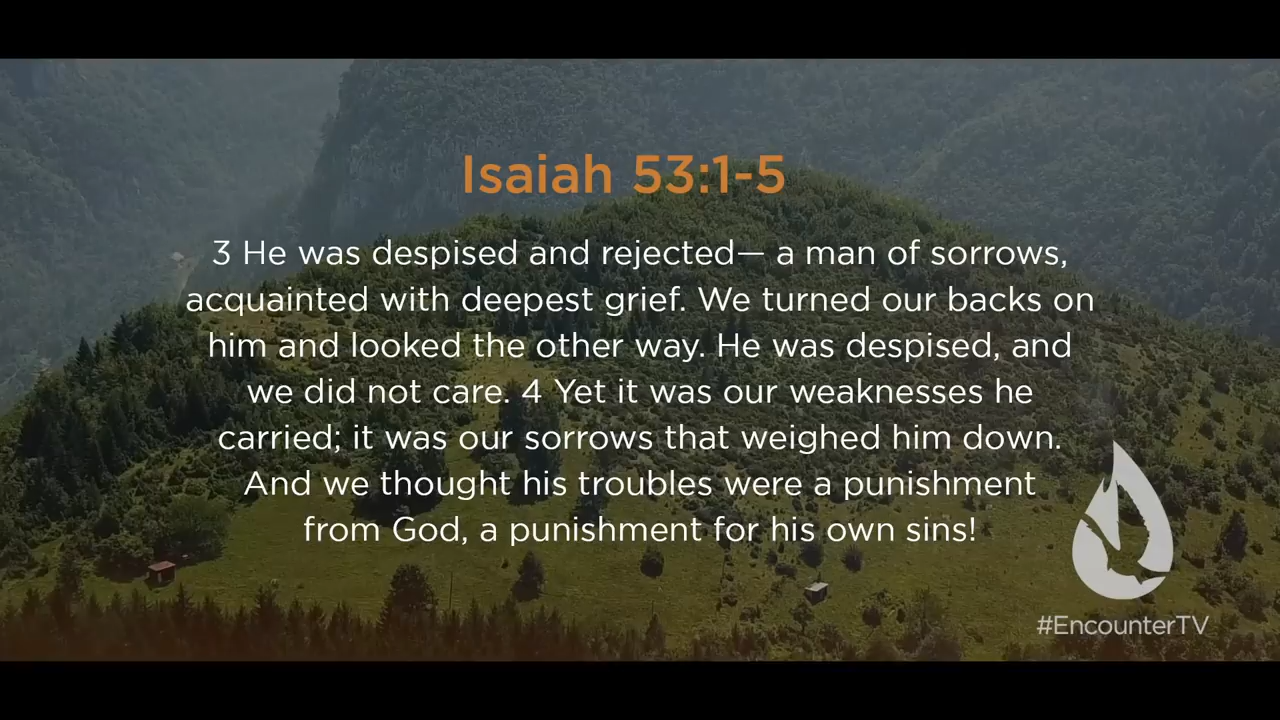 Isaiah 53:1-5
3 He was despised and rejected— a man of sorrows,
acquainted with deepest grief. We turned our backs on
him and looked the other way. He was despised, and
we did not care. 4 Yet it was our weaknesses he
carried; it was our sorrows that weighed him down.
And we thought his troubles were a punishment
from God, a punishment for his own sins!
#EncounterTV